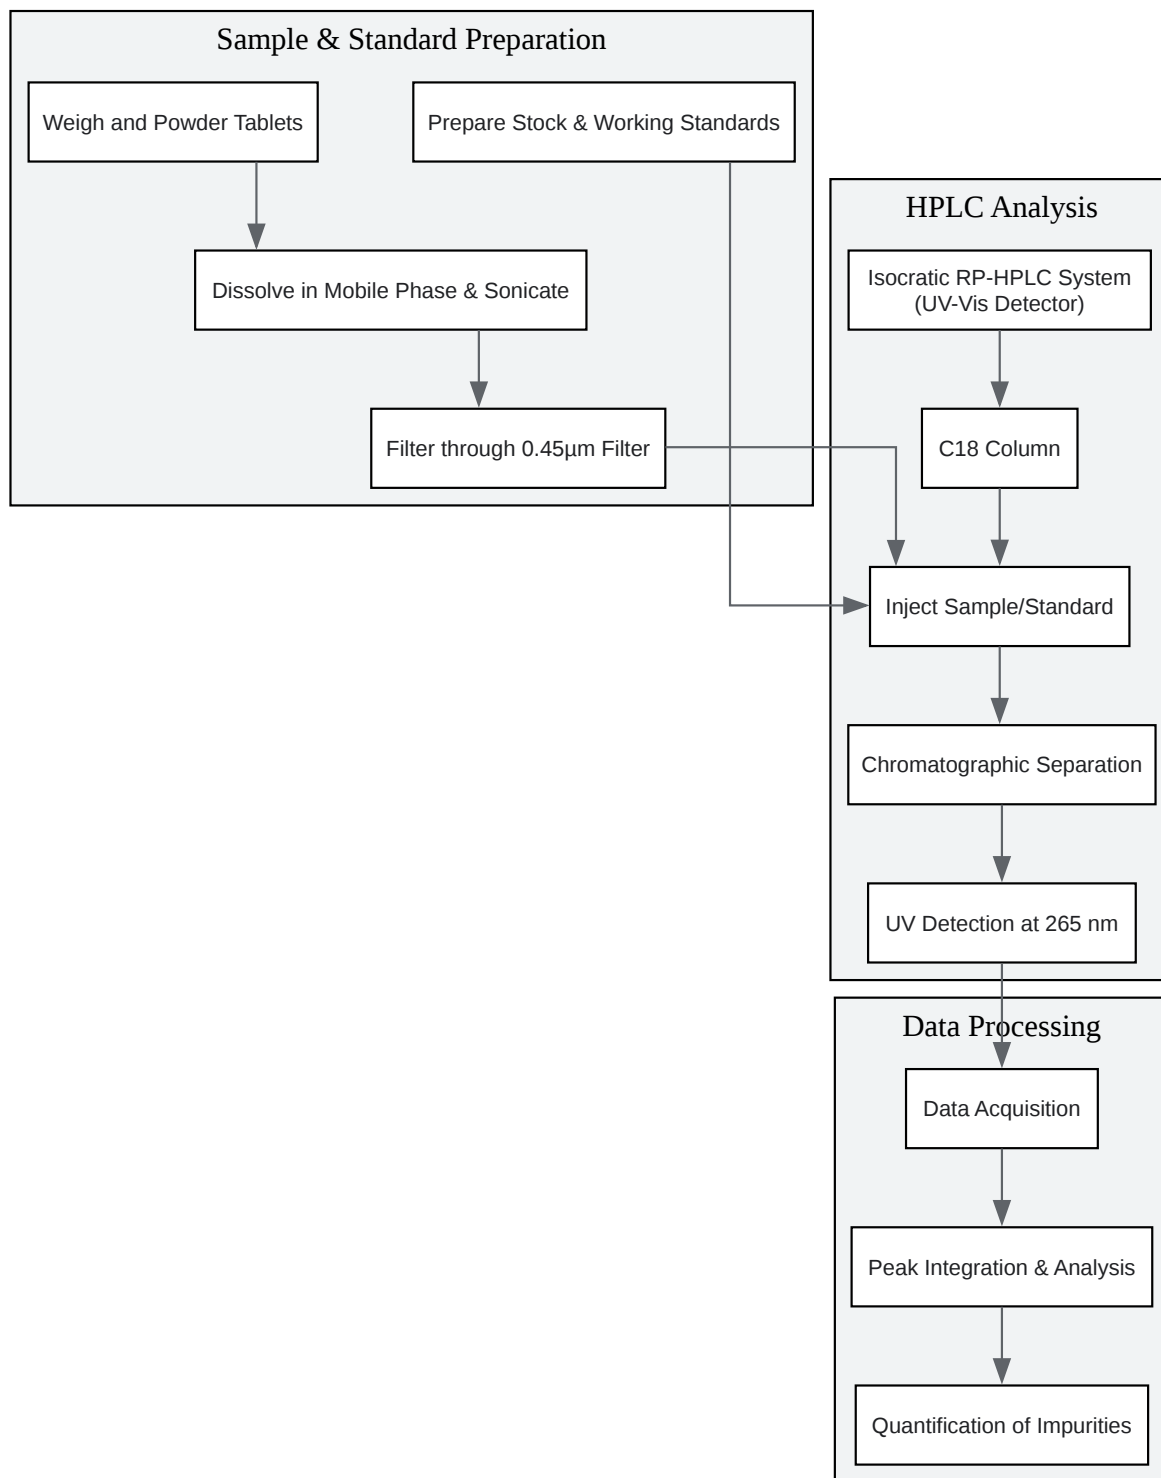 Sample & Standard Preparation
Weigh and Powder Tablets
Prepare Stock & Working Standards
Dissolve in Mobile Phase & Sonicate
Filter through 0.45µm Filter
HPLC Analysis
Isocratic RP-HPLC System
(UV-Vis Detector)
C18 Column
Inject Sample/Standard
Chromatographic Separation
UV Detection at 265 nm
Data Processing
Data Acquisition
Peak Integration & Analysis
Quantification of Impurities